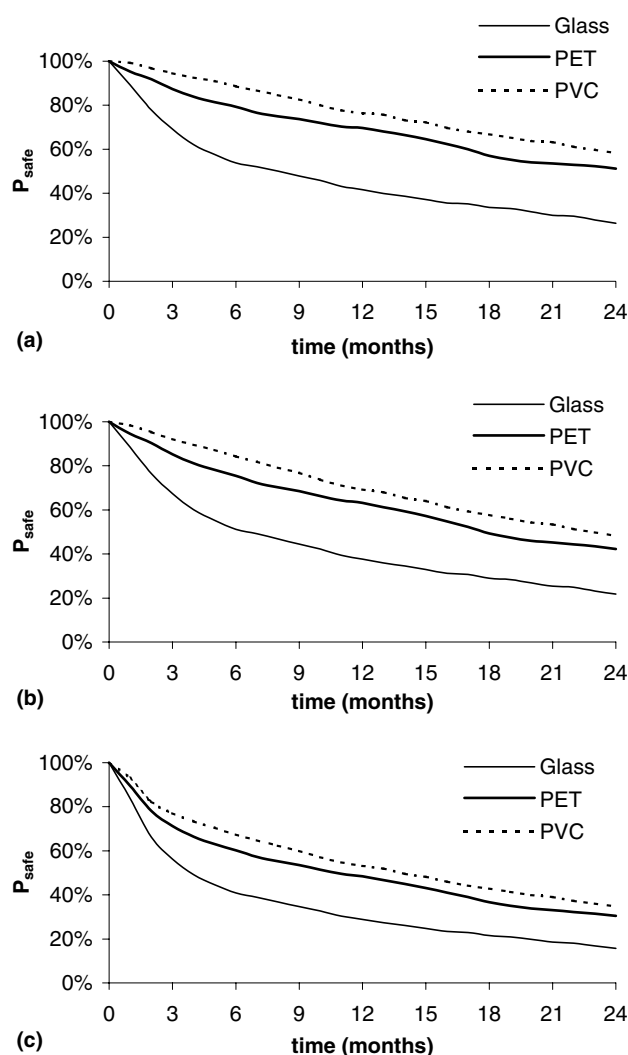 Glass
PET
PVC
100%
80%
60%
40%
20%
0%
P_safe
0 3 6 9 12 15 18 21 24
(a)
time (months)
Glass
PET
PVC
100%
80%
60%
40%
20%
0%
P_safe
0 3 6 9 12 15 18 21 24
(b)
time (months)
Glass
PET
PVC
100%
80%
60%
40%
20%
0%
P_safe
0 3 6 9 12 15 18 21 24
(c)
time (months)